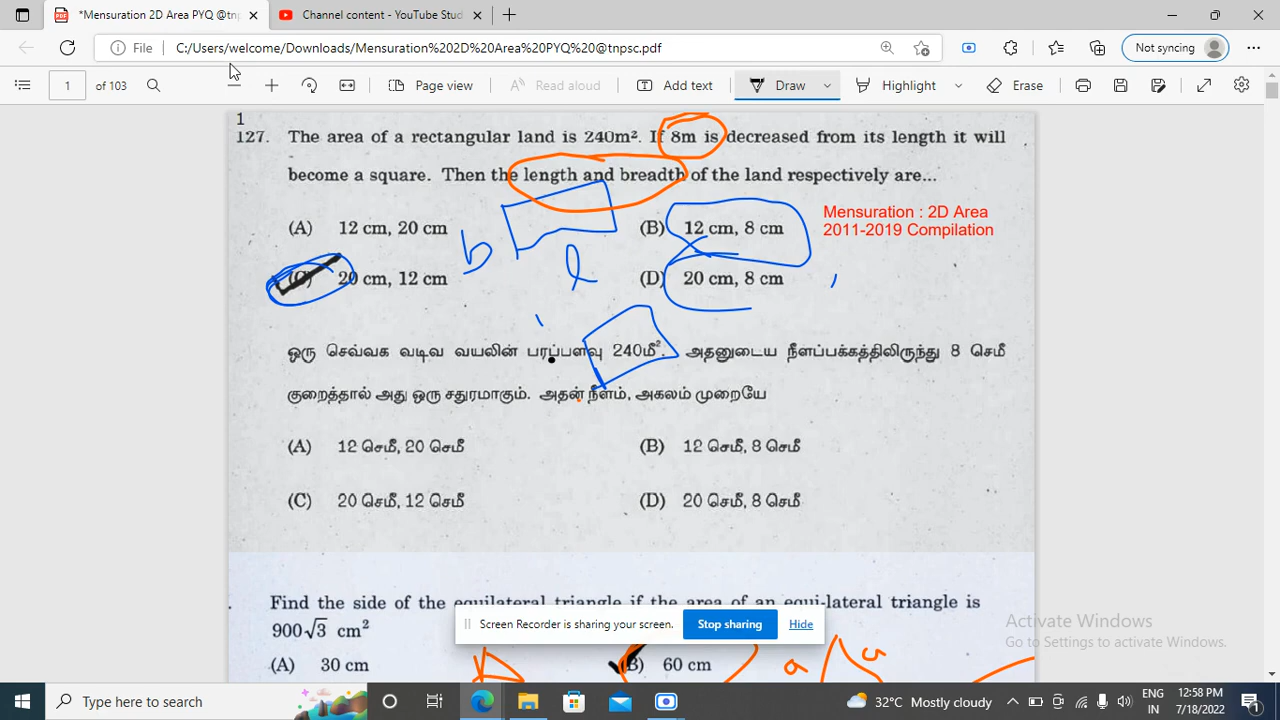 *Mensuration 2D Area PYQ @tnp
Channel content - YouTube Stud
Not syncing
File
C:/Users/welcome/Downloads/Mensuration%202D%20Area%20PYQ%20@tnpsc.pdf
1 of 103
Page view
Read aloud
Add text
Draw
Highlight
Erase
1
127. The area of a rectangular land is 240m². If 8m is decreased from its length it will
become a square. Then the length and breadth of the land respectively are...
Mensuration : 2D Area
2011-2019 Compilation
(A) 12 cm, 20 cm
(B) 12 cm, 8 cm
b
l
(C) 20 cm, 12 cm
(D) 20 cm, 8 cm
ஒரு செவ்வக வடிவ வயலின் பரப்பளவு 240மீ². அதனுடைய நீளப்பக்கத்திலிருந்து 8 செமீ
குறைத்தால் அது ஒரு சதுரமாகும். அதன் நீளம், அகலம் முறையே
(A) 12 செமீ, 20 செமீ
(B) 12 செமீ, 8 செமீ
(C) 20 செமீ, 12 செமீ
(D) 20 செமீ, 8 செமீ
Find the side of the equilateral triangle if the area of an equi-lateral triangle is
900√3 cm²
Screen Recorder is sharing your screen.
Stop sharing
Hide
Activate Windows
Go to Settings to activate Windows.
(A) 30 cm
(B) 60 cm
a
a
Type here to search
32°C Mostly cloudy
ENG
IN
12:58 PM
7/18/2022
1